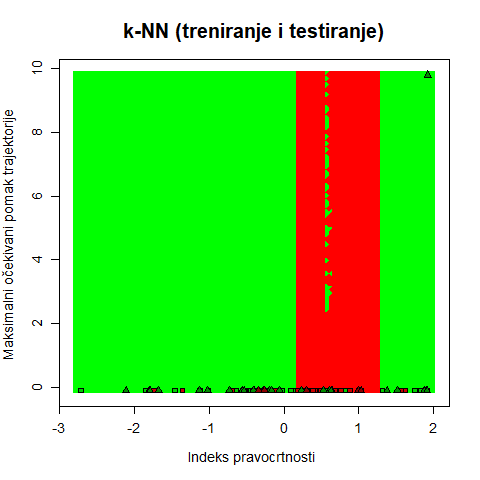 k-NN (treniranje i testiranje)
Maksimalni očekivani pomak trajektorije
10
8
6
4
2
0
-3 -2 -1 0 1 2
Indeks pravocrtnosti